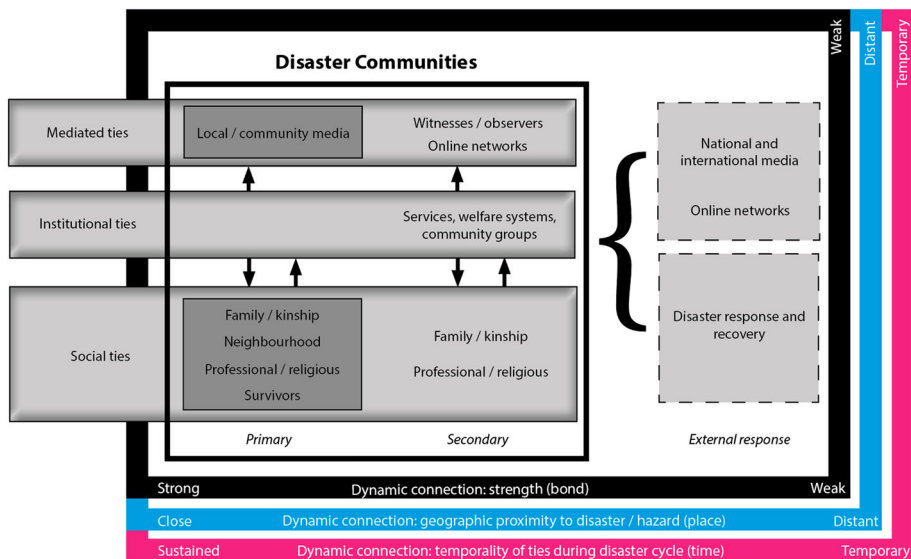 Disaster Communities
Mediated ties
Local / community media
Witnesses / observers
Online networks
Institutional ties
Services, welfare systems,
community groups
Social ties
Family / kinship
Neighbourhood
Professional / religious
Survivors
Family / kinship
Professional / religious
Primary
Secondary
{
National and
international media
Online networks
Disaster response and
recovery
External response
Weak
Distant
Temporary
Strong
Dynamic connection: strength (bond)
Weak
Close
Dynamic connection: geographic proximity to disaster / hazard (place)
Distant
Sustained
Dynamic connection: temporality of ties during disaster cycle (time)
Temporary